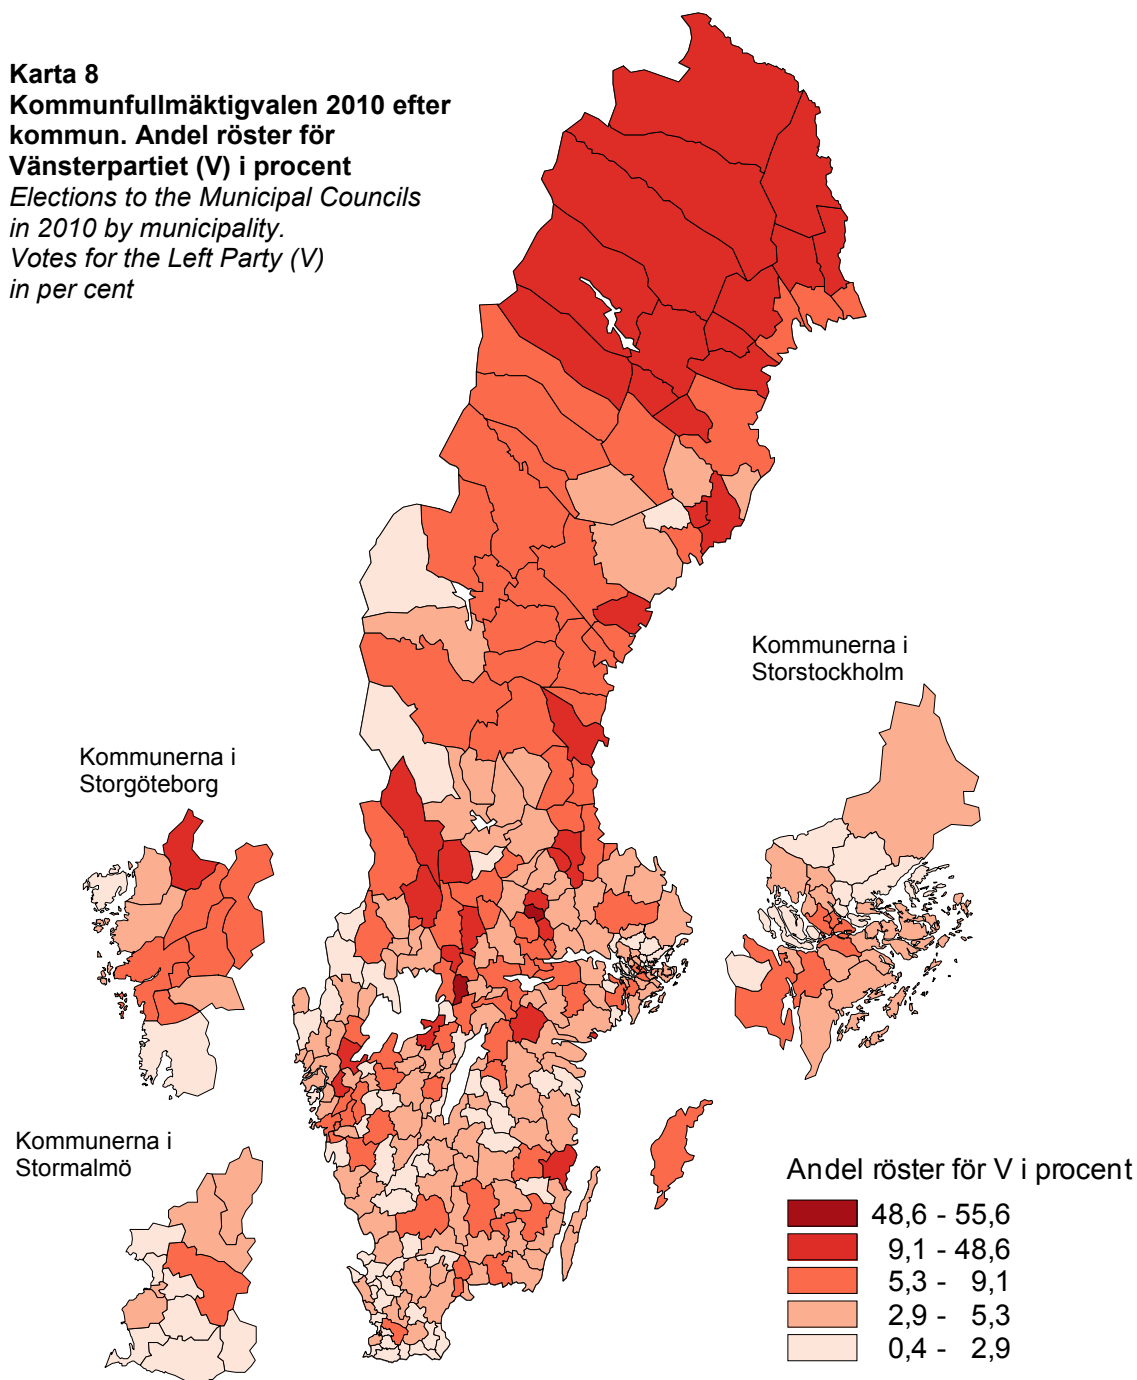 Karta 8
Kommunfullmäktigvalen 2010 efter
kommun. Andel röster för
Vänsterpartiet (V) i procent
Elections to the Municipal Councils
in 2010 by municipality.
Votes for the Left Party (V)
in per cent
Kommunerna i
Storstockholm
Kommunerna i
Storgöteborg
Kommunerna i
Stormalmö
Andel röster för V i procent
48,6 - 55,6
9,1 - 48,6
5,3 - 9,1
2,9 - 5,3
0,4 - 2,9